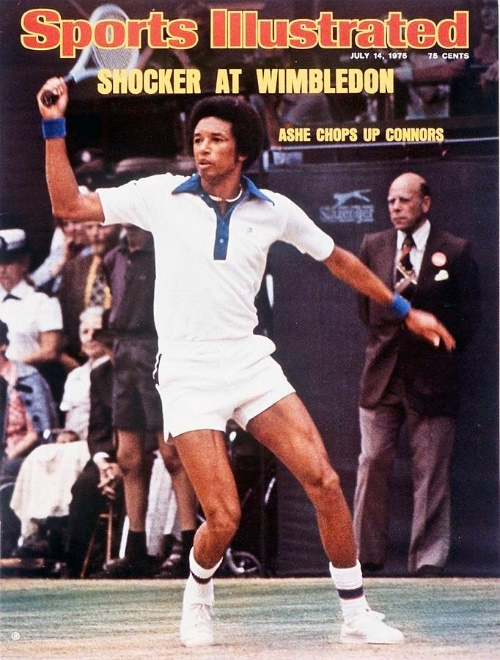 Sports Illustrated
JULY 14, 1975 75 CENTS
SHOCKER AT WIMBLEDON
ASHE CHOPS UP CONNORS
Slazenger